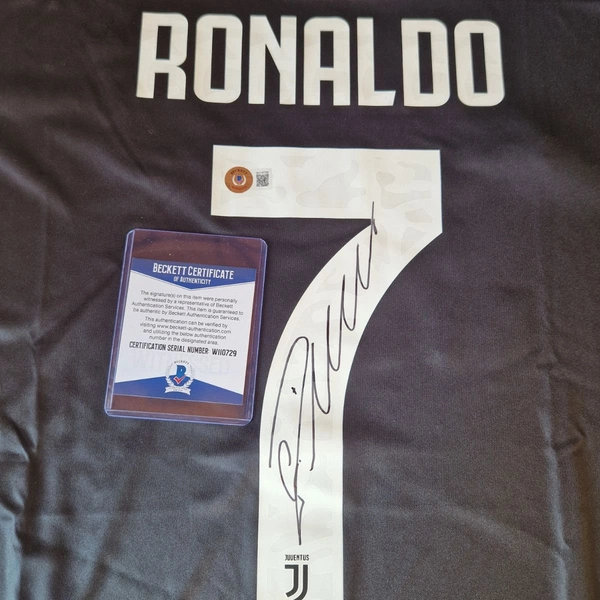 RONALDO
7
BECKETT CERTIFICATE
OF AUTHENTICITY
The signature(s) on this item were personally
witnessed by a representative of Beckett
Authentication Services. This item is guaranteed to
be authentic by Beckett Authentication Services.
This authentication can be verified by
visiting www.beckett-authentication.com
and utilizing the below authentication
number in the designated area.
CERTIFICATION SERIAL NUMBER: WI10729
JUVENTUS